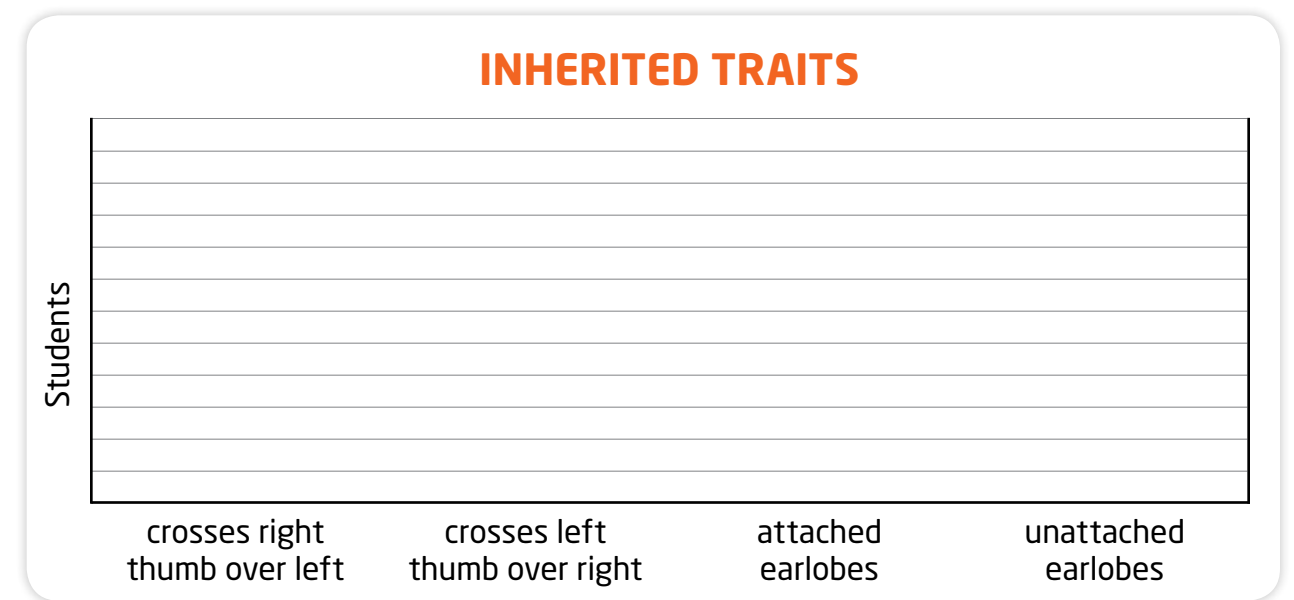 INHERITED TRAITS
Students
crosses right
thumb over left
crosses left
thumb over right
attached
earlobes
unattached
earlobes